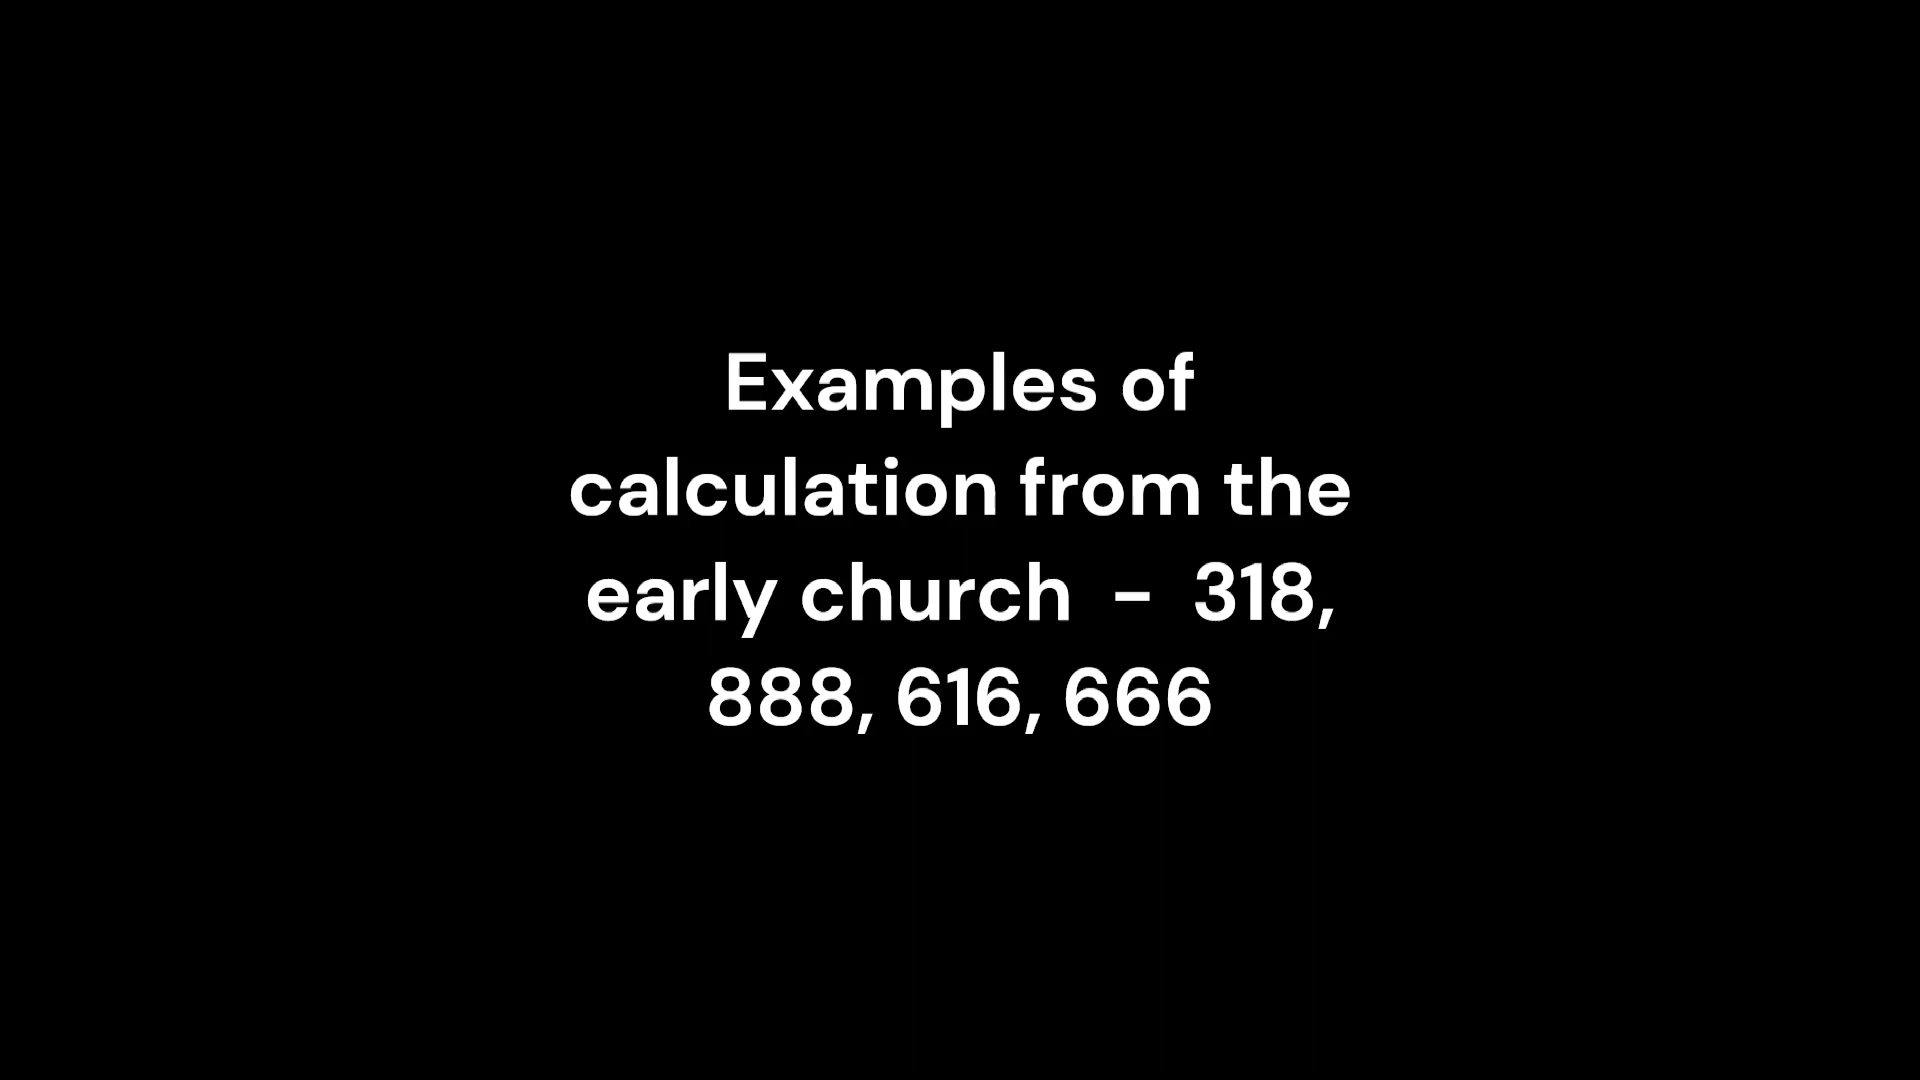 Examples of
calculation from the
early church - 318,
888, 616, 666